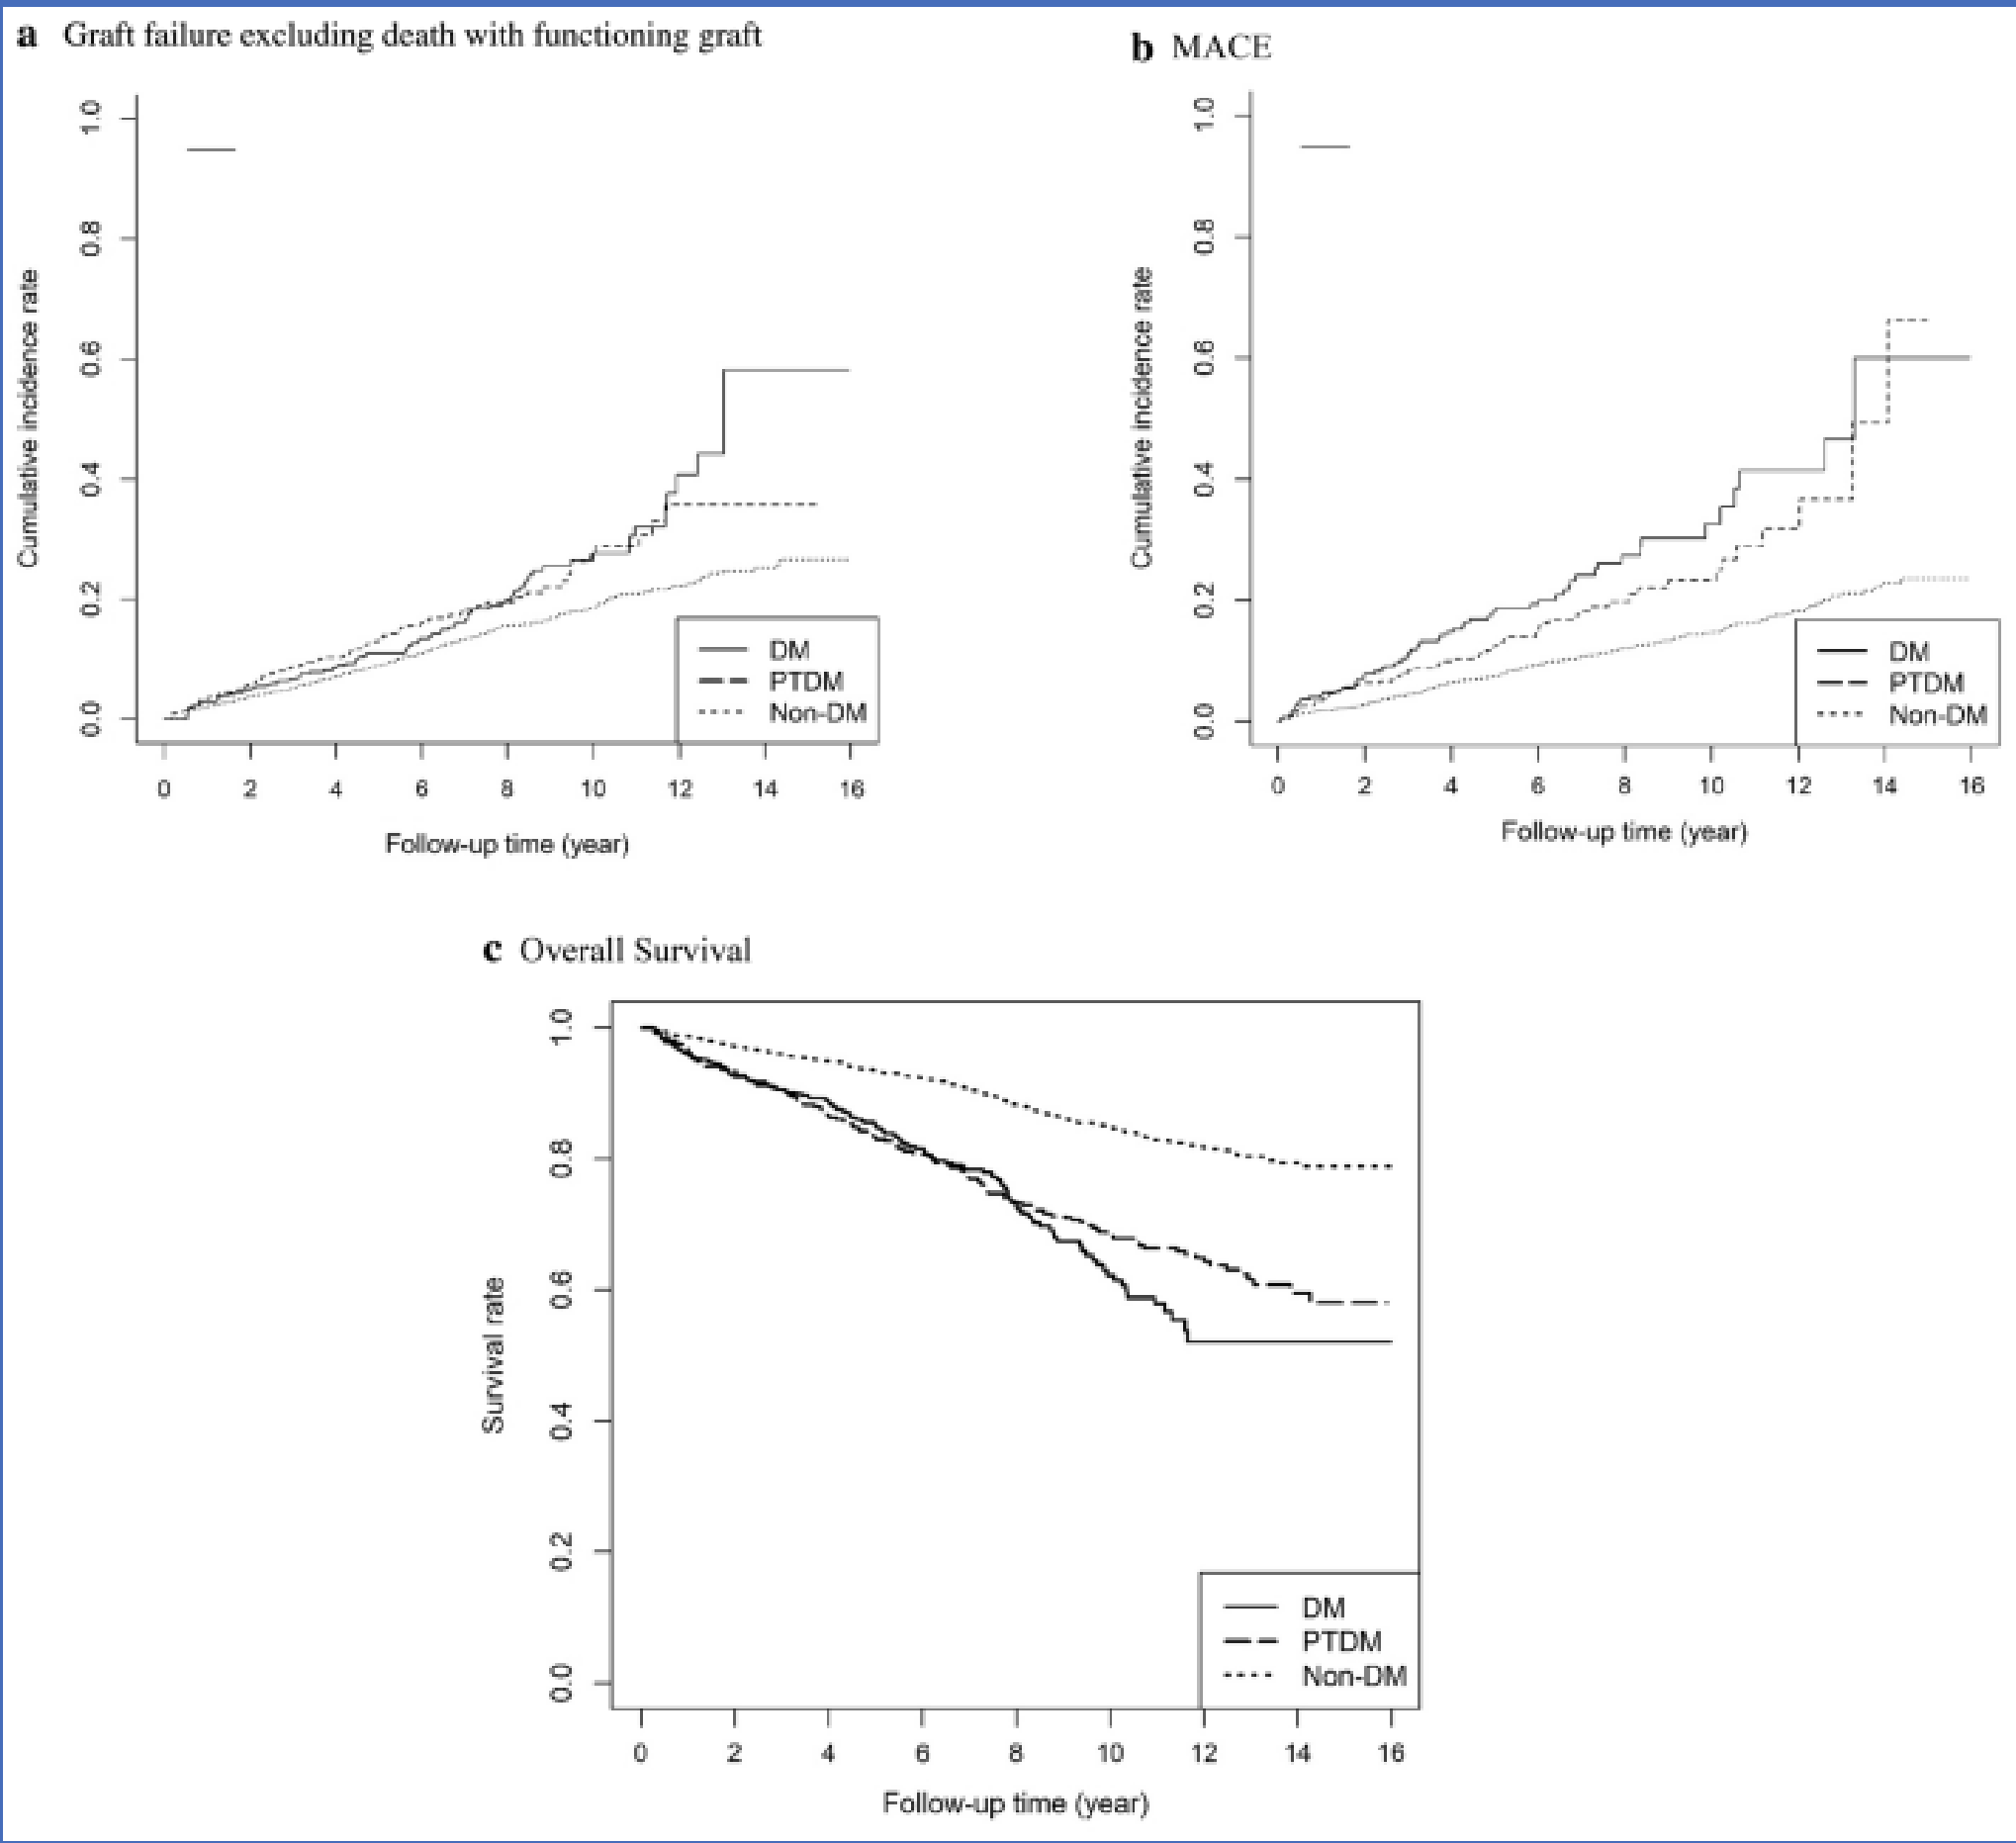 a Graft failure excluding death with functioning graft
Cumulative incidence rate
1.0
0.8
0.6
0.4
0.2
0.0
DM
PTDM
Non-DM
0 2 4 6 8 10 12 14 16
Follow-up time (year)
b MACE
Cumulative incidence rate
1.0
0.8
0.6
0.4
0.2
0.0
DM
PTDM
Non-DM
0 2 4 6 8 10 12 14 16
Follow-up time (year)
c Overall Survival
Survival rate
1.0
0.8
0.6
0.4
0.2
0.0
DM
PTDM
Non-DM
0 2 4 6 8 10 12 14 16
Follow-up time (year)